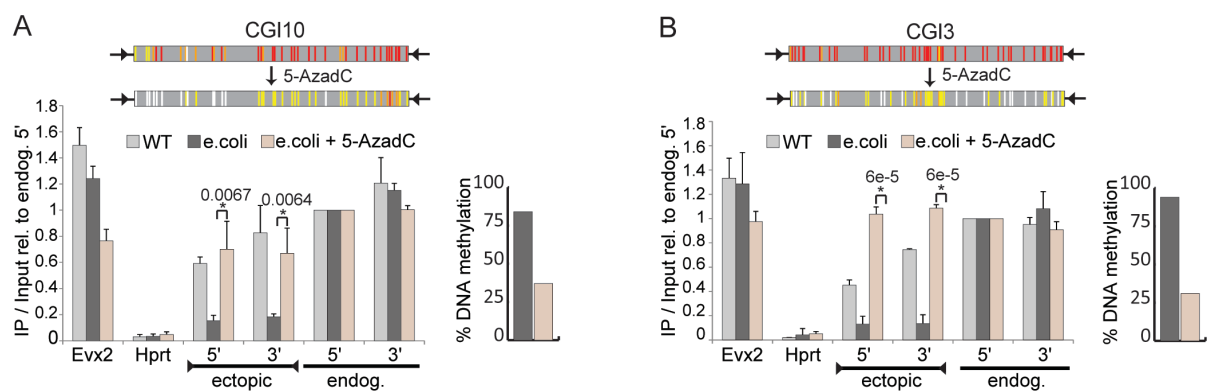 A
CGI10
5-AzadC
IP / Input rel. to endog. 5'
1.8
1.6
1.4
1.2
1
0.8
0.6
0.4
0.2
0
WT
e.coli
e.coli + 5-AzadC
0.0067
*
0.0064
*
Evx2
Hprt
5'
3'
5'
3'
ectopic
endog.
% DNA methylation
100
75
50
25
0
B
CGI3
5-AzadC
IP / Input rel. to endog. 5'
1.8
1.6
1.4
1.2
1
0.8
0.6
0.4
0.2
0
WT
e.coli
e.coli + 5-AzadC
6e-5
*
6e-5
*
Evx2
Hprt
5'
3'
5'
3'
ectopic
endog.
% DNA methylation
100
75
50
25
0